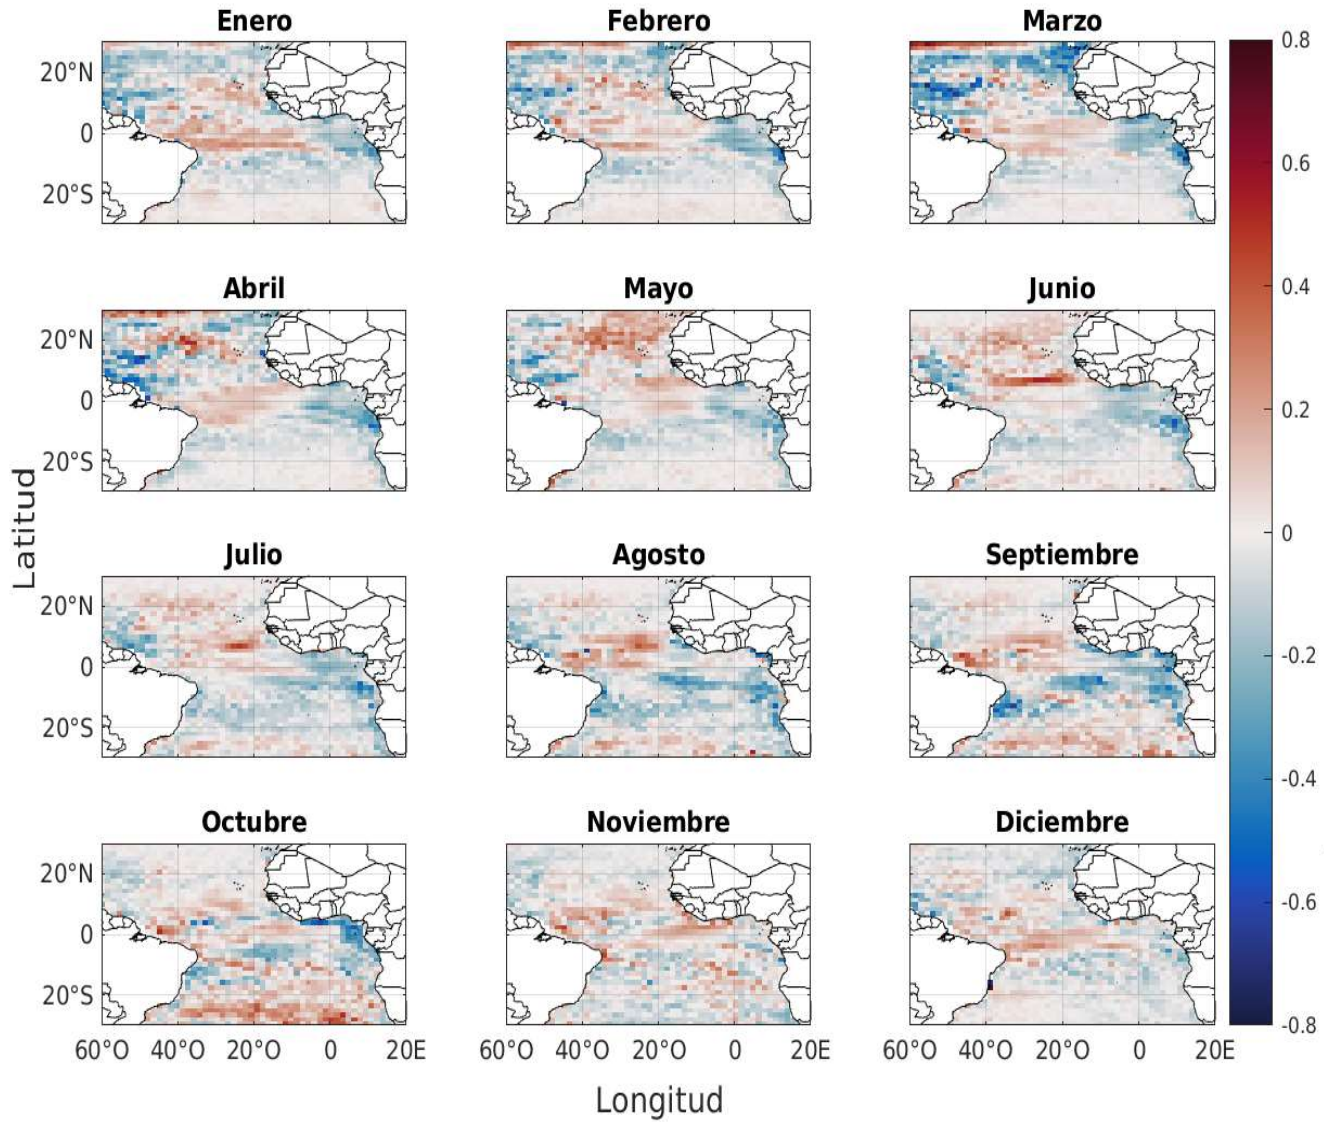 Enero Febrero Marzo
0.8
20°N
0
20°S
0.6
Abril Mayo Junio
0.4
20°N
0
20°S
0.2
Latitud
0
Julio Agosto Septiembre
20°N
0
20°S
-0.2
-0.4
Octubre Noviembre Diciembre
20°N
0
20°S
-0.6
-0.8
60°O 40°O 20°O 0 20E 60°O 40°O 20°O 0 20E 60°O 40°O 20°O 0 20E
Longitud